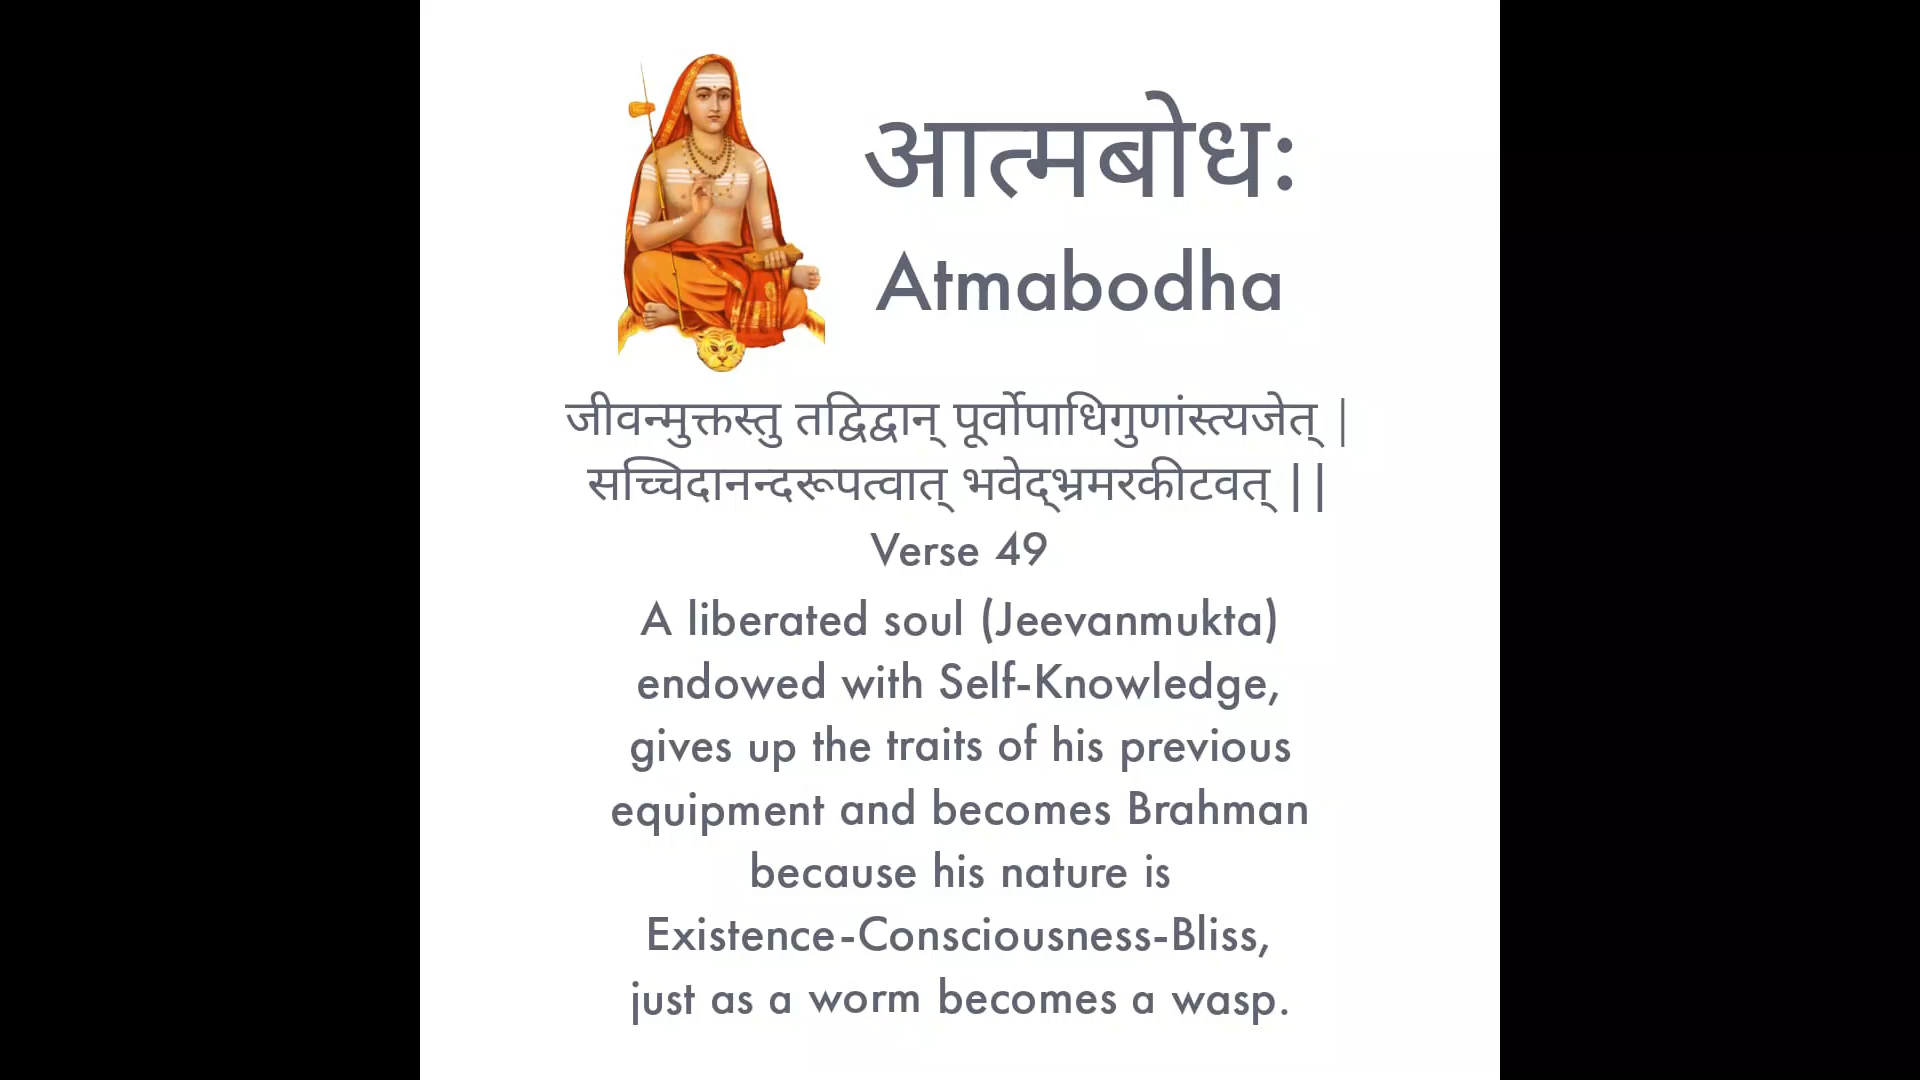 आत्मबोधः
Atmabodha
जीवन्मुक्तस्तु तद्विद्वान् पूर्वोपाधिगुणांस्त्यजेत् |
सच्चिदानन्दरूपत्वात् भवेद्भ्रमरकीटवत् ||
Verse 49
A liberated soul (Jeevanmukta)
endowed with Self-Knowledge,
gives up the traits of his previous
equipment and becomes Brahman
because his nature is
Existence-Consciousness-Bliss,
just as a worm becomes a wasp.